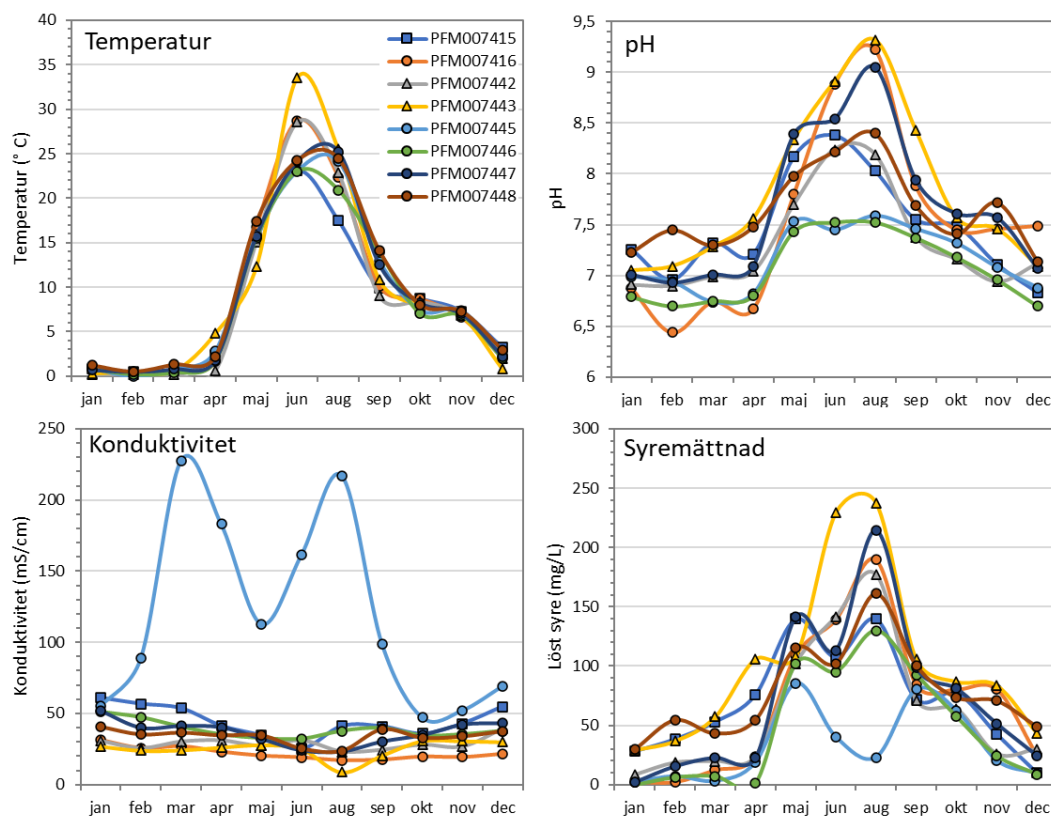 Temperatur
Temperatur (° C)
40
35
30
25
20
15
10
5
0
jan feb mar apr maj jun aug sep okt nov dec
PFM007415
PFM007416
PFM007442
PFM007443
PFM007445
PFM007446
PFM007447
PFM007448
pH
pH
9,5
9
8,5
8
7,5
7
6,5
6
jan feb mar apr maj jun aug sep okt nov dec
Konduktivitet
Konduktivitet (mS/cm)
250
200
150
100
50
0
jan feb mar apr maj jun aug sep okt nov dec
Syremättnad
Löst syre (mg/L)
300
250
200
150
100
50
0
jan feb mar apr maj jun aug sep okt nov dec